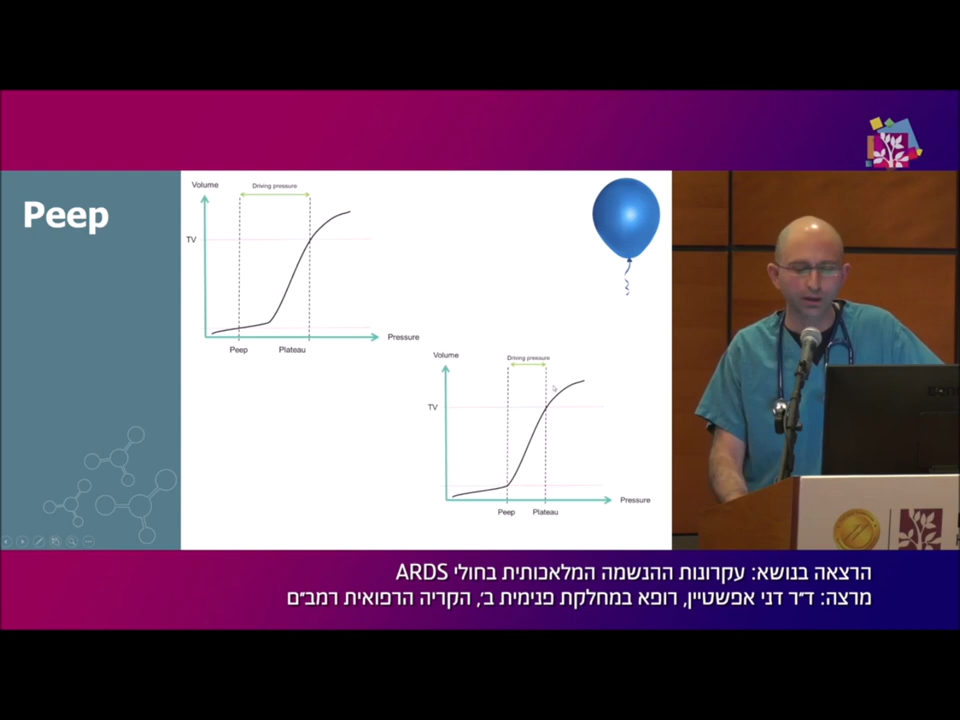 Peep
Volume
Driving pressure
TV
Pressure
Peep
Plateau
Volume
Driving pressure
TV
Pressure
Peep
Plateau
הרצאה בנושא: עקרונות ההנשמה המלאכותית בחולי ARDS
מרצה: ד״ר דני אפשטיין, רופא במחלקת פנימית ב׳, הקריה הרפואית רמב״ם